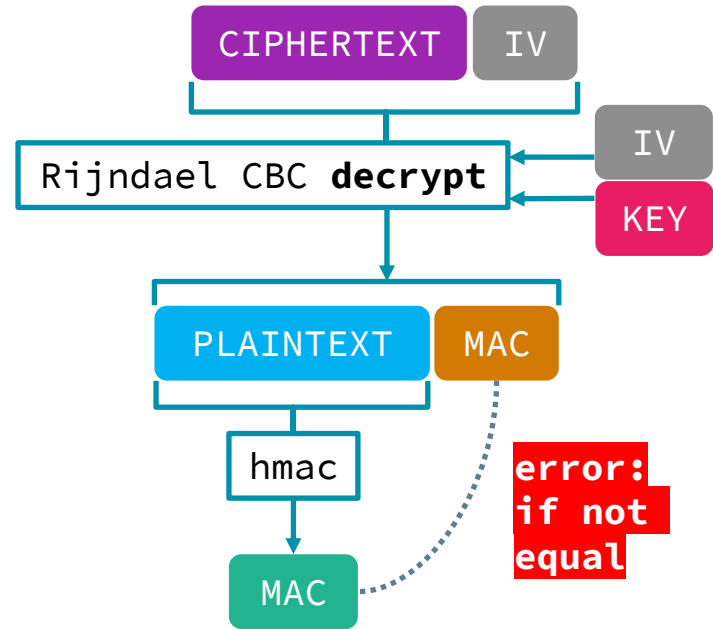 CIPHERTEXT IV
IV
Rijndael CBC decrypt
KEY
PLAINTEXT MAC
hmac
error:
if not
equal
MAC